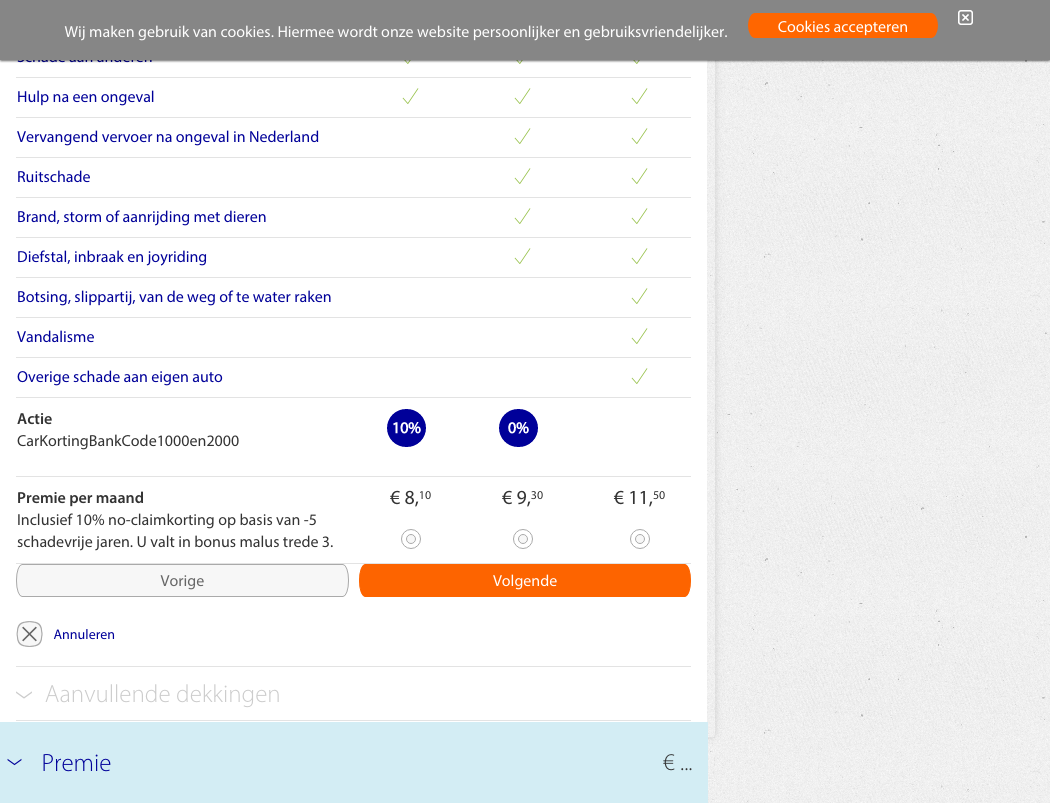 Wij maken gebruik van cookies. Hiermee wordt onze website persoonlijker en gebruiksvriendelijker.
Cookies accepteren
Schade aan anderen
Hulp na een ongeval
Vervangend vervoer na ongeval in Nederland
Ruitschade
Brand, storm of aanrijding met dieren
Diefstal, inbraak en joyriding
Botsing, slippartij, van de weg of te water raken
Vandalisme
Overige schade aan eigen auto
Actie
CarKortingBankCode1000en2000
10% 0%
Premie per maand € 8,10 € 9,30 € 11,50
Inclusief 10% no-claimkorting op basis van -5
schadevrije jaren. U valt in bonus malus trede 3.
Vorige Volgende
Annuleren
Aanvullende dekkingen
Premie € ...